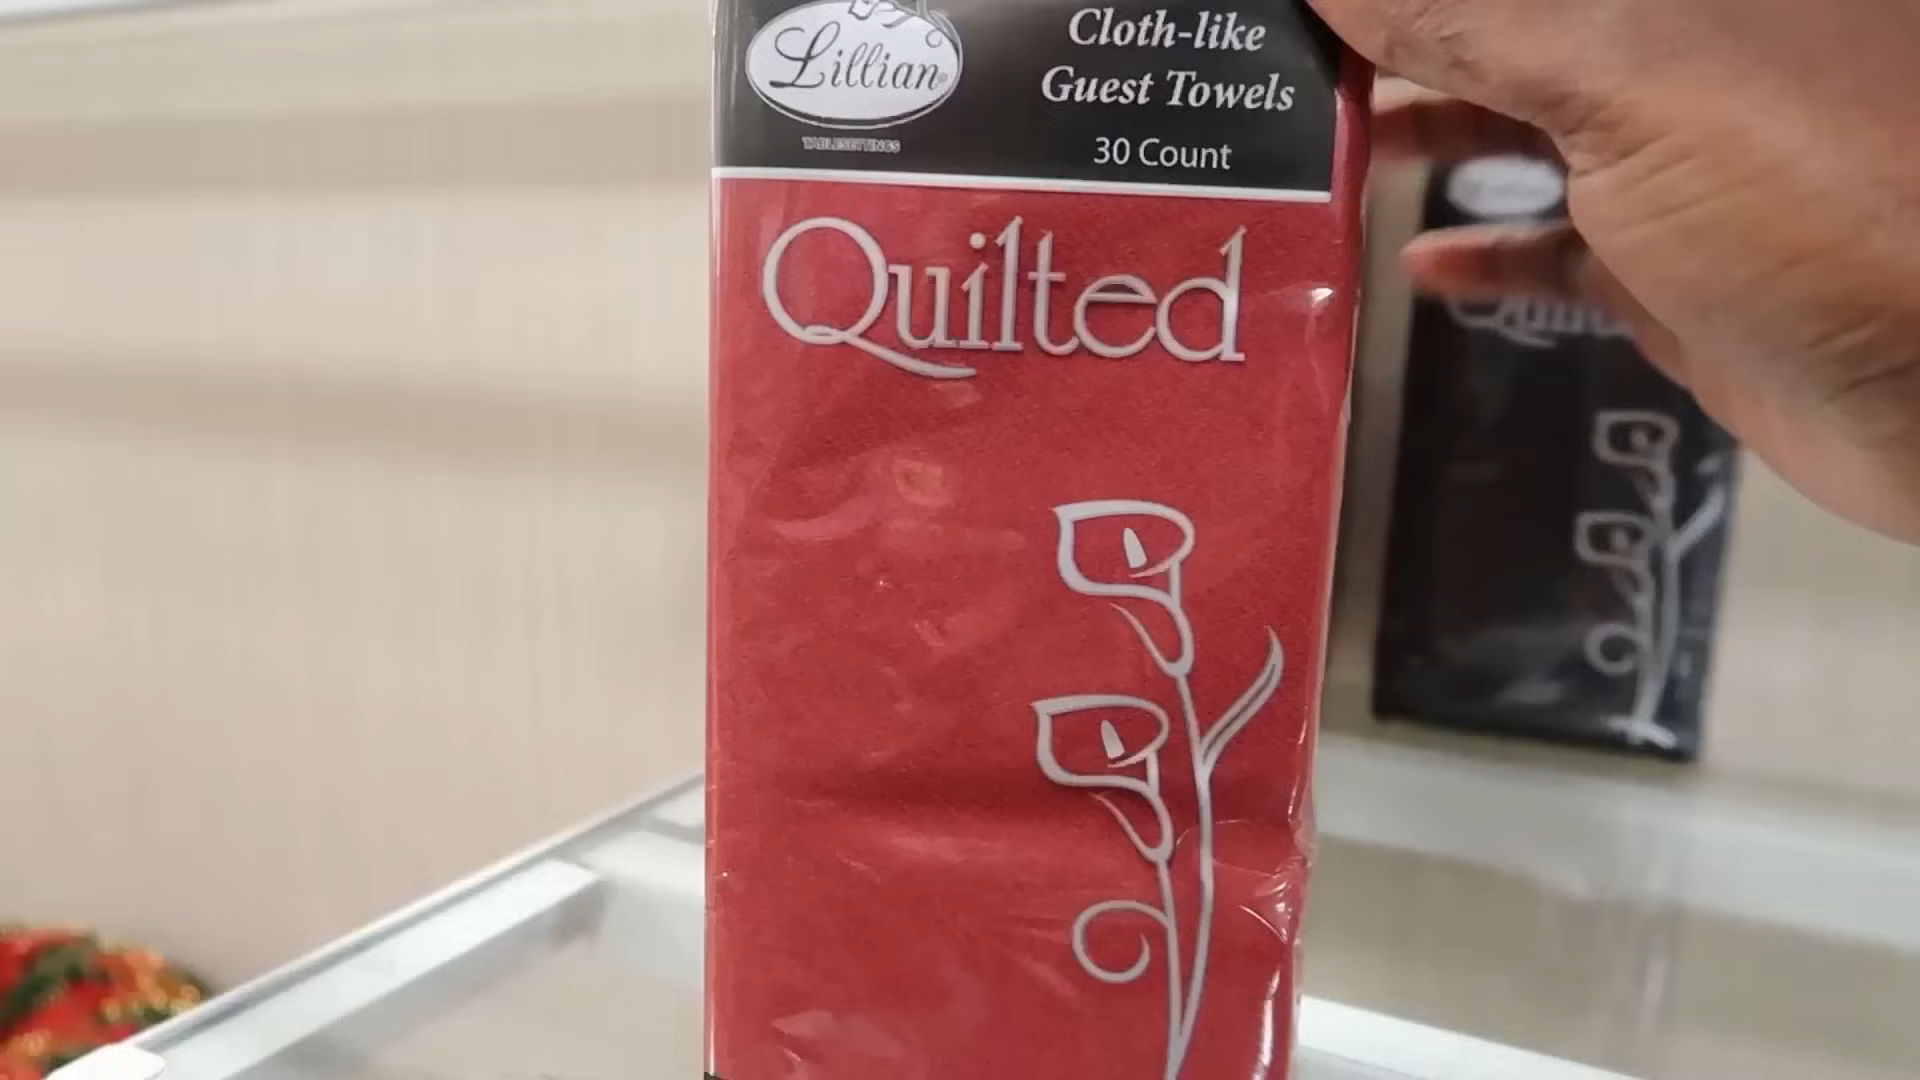 Lillian®
TABLESETTINGS
Cloth-like
Guest Towels
30 Count
Quilted